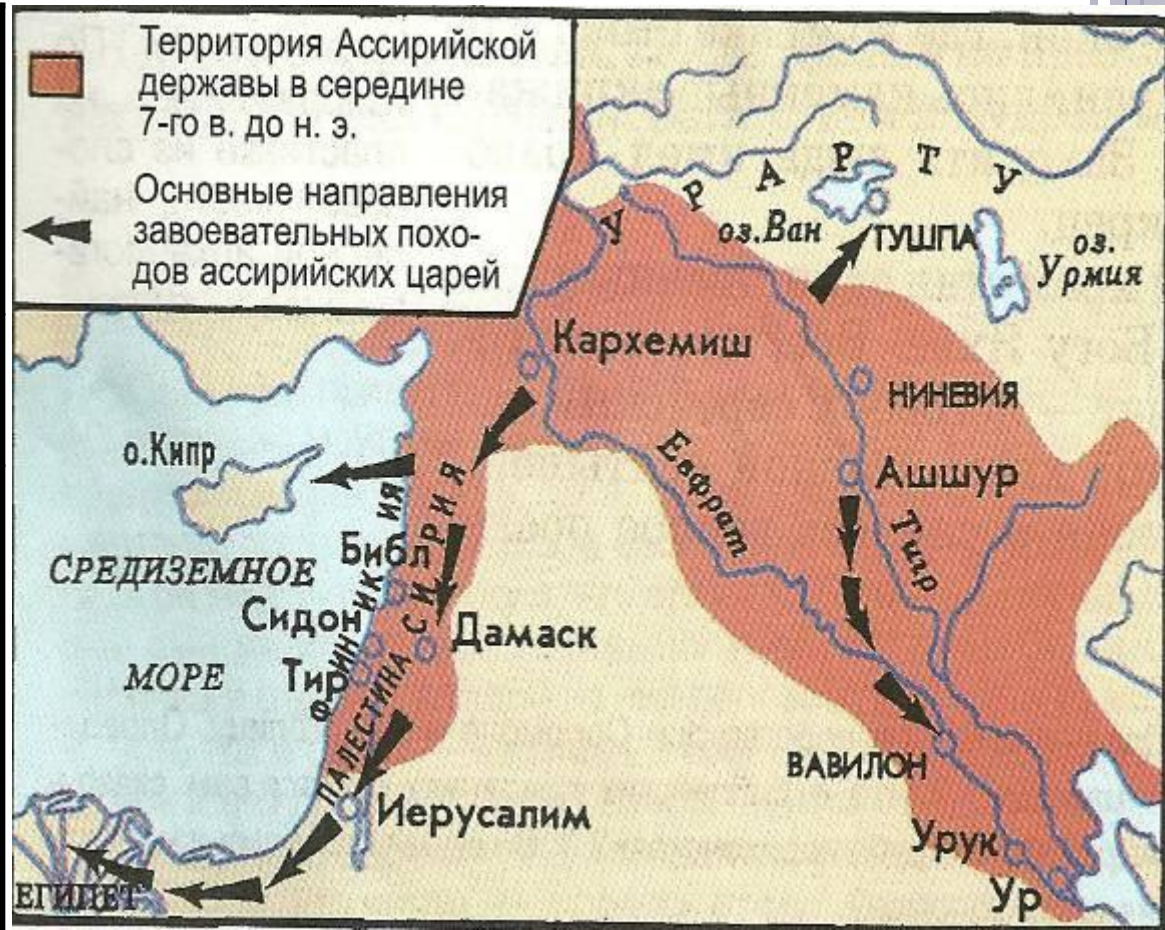 Территория Ассирийской
державы в середине
7-го в. до н. э.
Основные направления
завоевательных похо-
дов ассирийских царей
УРАРТУ
оз.Ван
ТУШПА
оз.
Урмия
Кархемиш
НИНЕВИЯ
о.Кипр
Евфрат
Ашшур
Тигр
СРЕДИЗЕМНОЕ
МОРЕ
ФИНИКИЯ
СИРИЯ
Библ
Сидон
Дамаск
Тир
ПАЛЕСТИНА
ВАВИЛОН
Иерусалим
Урук
Ур
ЕГИПЕТ